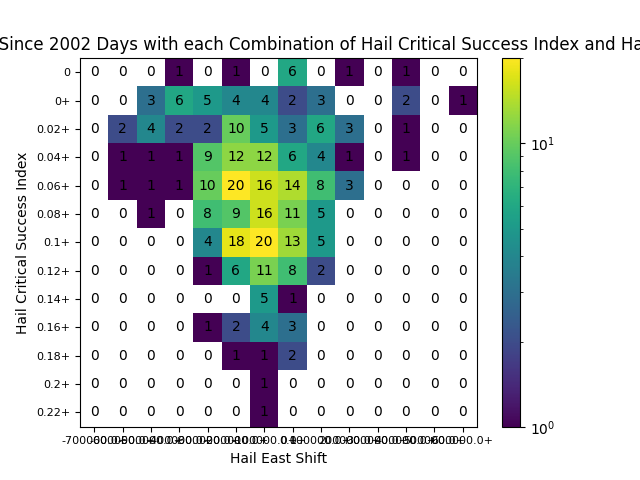 Since 2002 Days with each Combination of Hail Critical Success Index and Ha
0 0 0 0 1 0 1 0 6 0 1 0 1 0 0
0+ 0 0 3 6 5 4 4 2 3 0 0 2 0 1
0.02+ 0 2 4 2 2 10 5 3 6 3 0 1 0 0
0.04+ 0 1 1 1 9 12 12 6 4 1 0 1 0 0
0.06+ 0 1 1 1 10 20 16 14 8 3 0 0 0 0
0.08+ 0 0 1 0 8 9 16 11 5 0 0 0 0 0
0.1+ 0 0 0 0 4 18 20 13 5 0 0 0 0 0
0.12+ 0 0 0 0 1 6 11 8 2 0 0 0 0 0
0.14+ 0 0 0 0 0 0 5 1 0 0 0 0 0 0
0.16+ 0 0 0 0 1 2 4 3 0 0 0 0 0 0
0.18+ 0 0 0 0 0 1 1 2 0 0 0 0 0 0
0.2+ 0 0 0 0 0 0 1 0 0 0 0 0 0 0
0.22+ 0 0 0 0 0 0 1 0 0 0 0 0 0 0
Hail Critical Success Index
Hail East Shift
10¹
10⁰